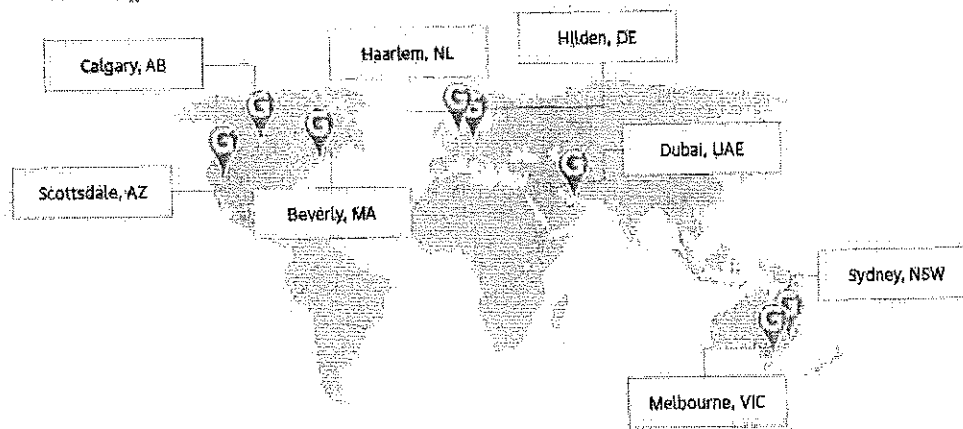 Hilden, DE
Haarlem, NL
Calgary, AB
Dubai, UAE
Scottsdale, AZ
Beverly, MA
Sydney, NSW
Melbourne, VIC